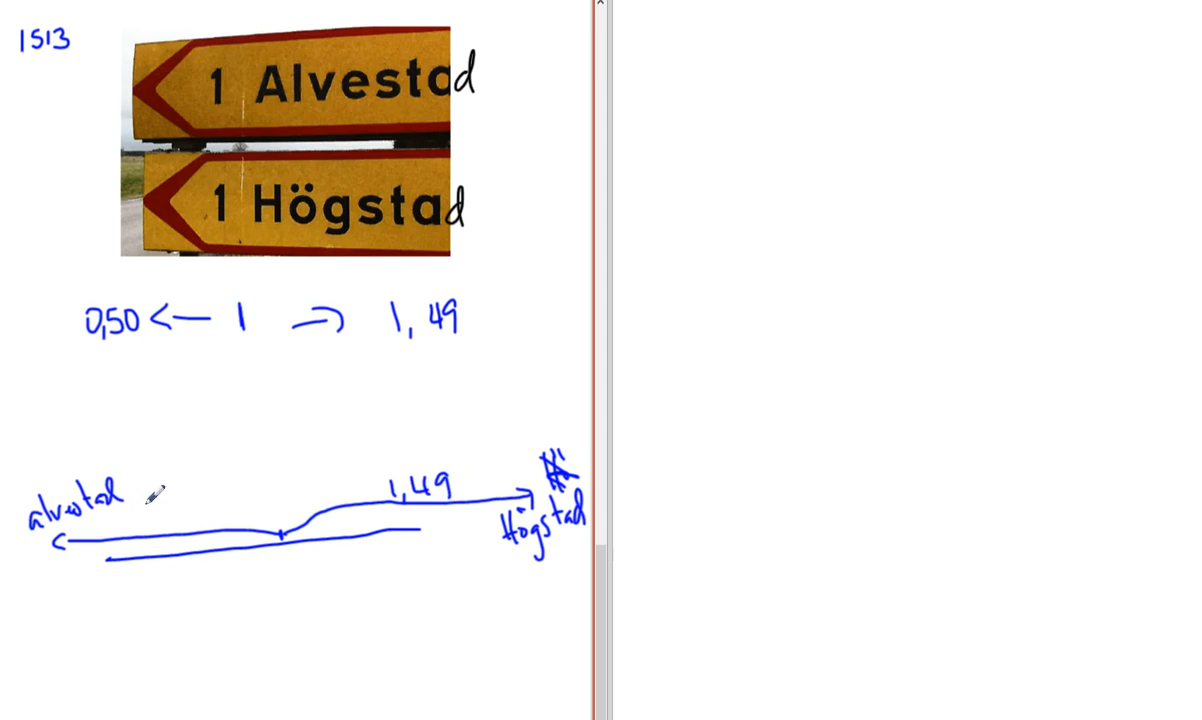 1513
1 Alvestad
1 Högstad
0,50 ← 1 → 1,49
alvestad
1,49
Högstad